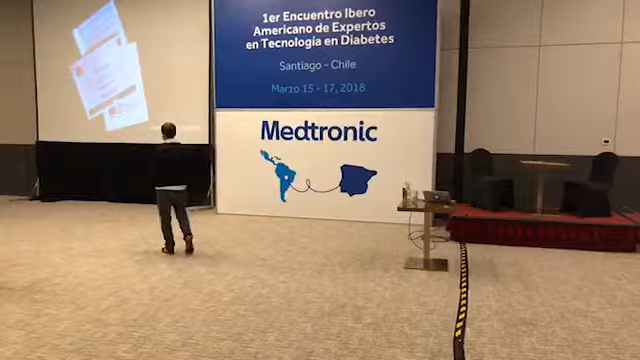 1er Encuentro Ibero
Americano de Expertos
en Tecnología en Diabetes
Santiago - Chile
Marzo 15 - 17, 2018
Medtronic